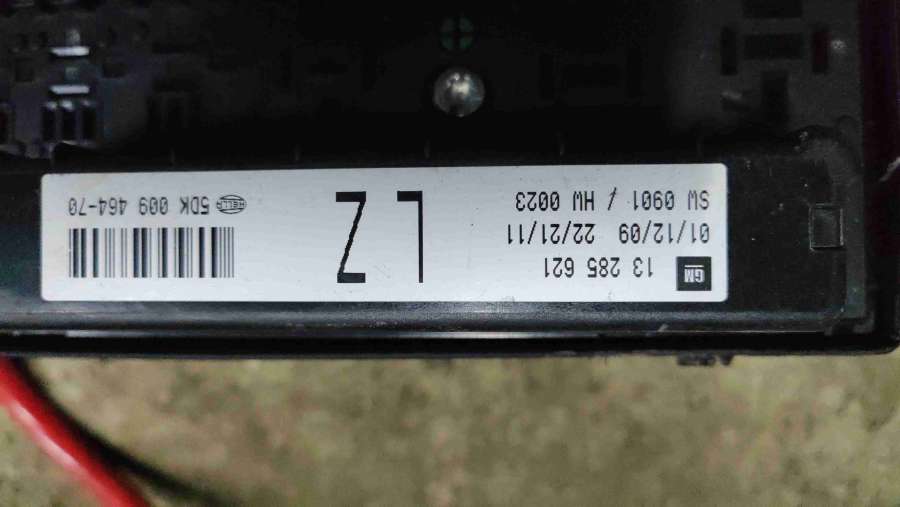 GM 13 285 621
01/12/09 22/21/11
SW 0901 / HW 0023
LZ
HELLA 5DK 009 464-70